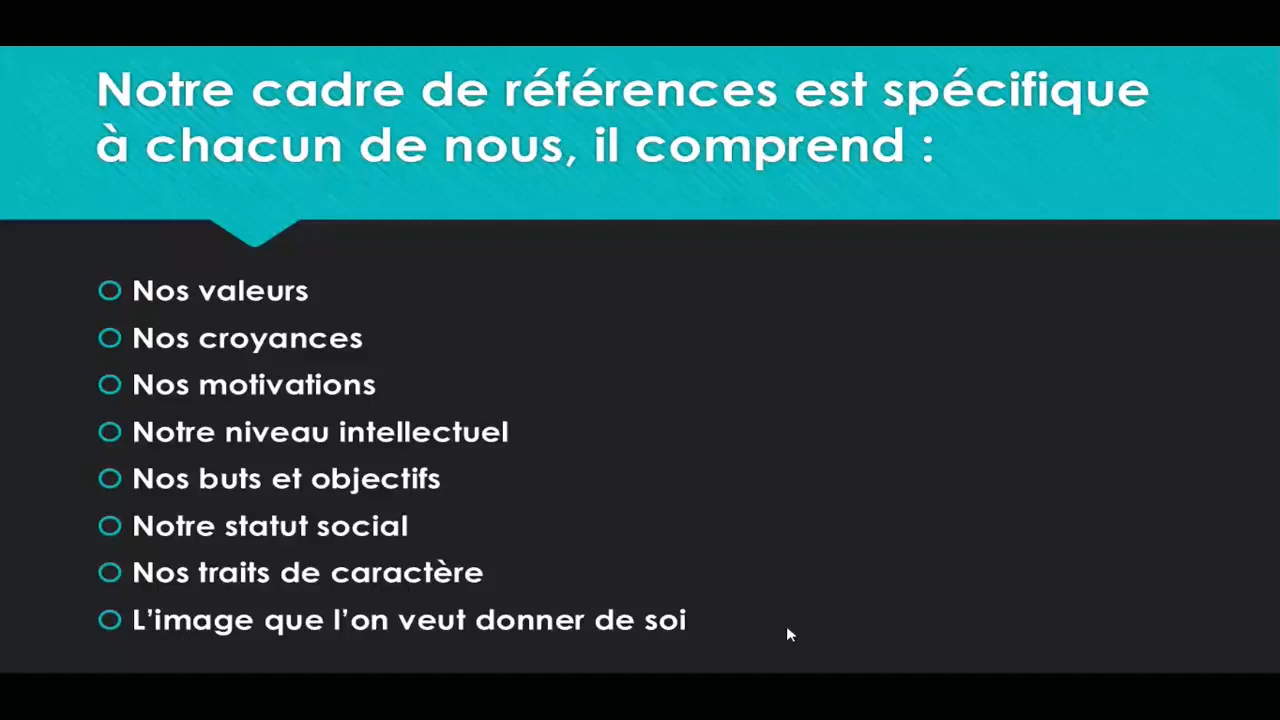 Notre cadre de références est spécifique
à chacun de nous, il comprend :
Nos valeurs
Nos croyances
Nos motivations
Notre niveau intellectuel
Nos buts et objectifs
Notre statut social
Nos traits de caractère
L’image que l’on veut donner de soi